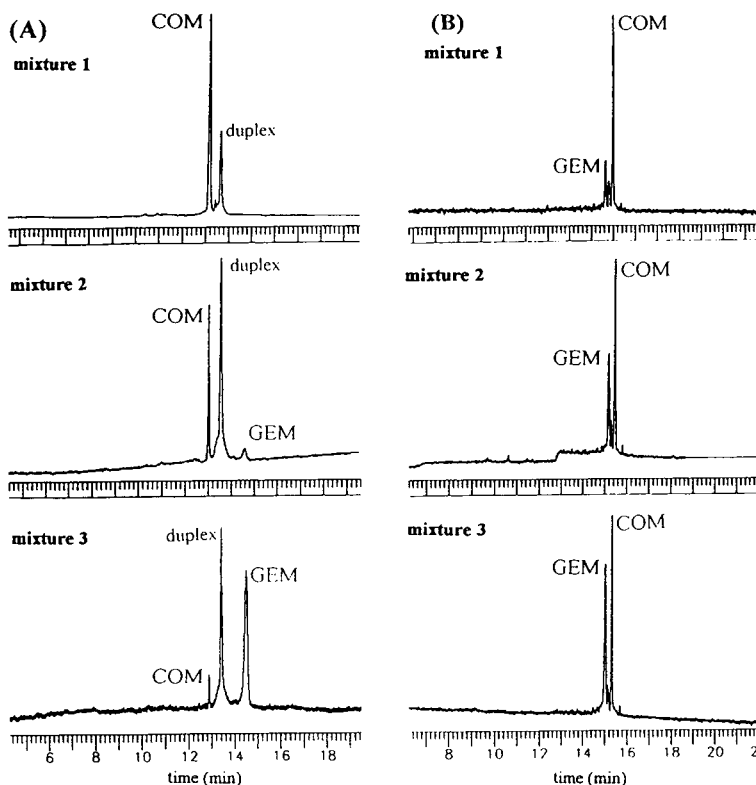 (A)
mixture 1
COM
duplex
mixture 2
duplex
COM
GEM
mixture 3
duplex
GEM
COM
6 8 10 12 14 16 18
time (min)
(B)
mixture 1
COM
GEM
mixture 2
COM
GEM
mixture 3
COM
GEM
8 10 14 16 18 20 2
time (min)